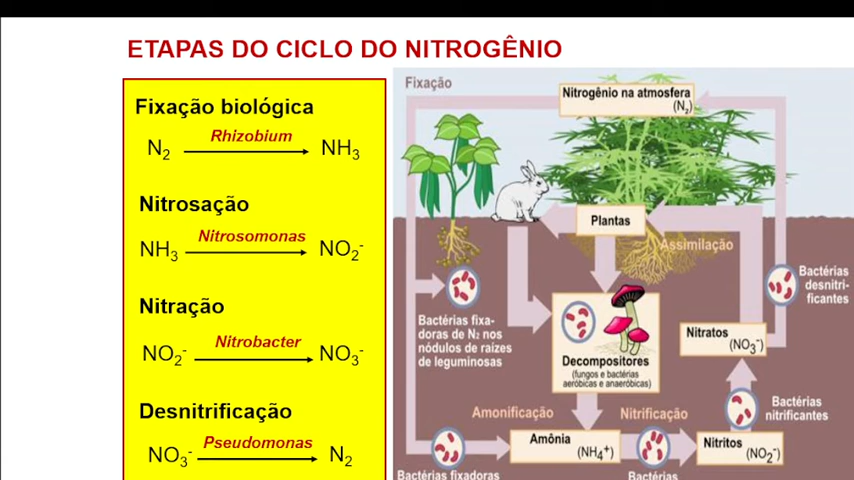 ETAPAS DO CICLO DO NITROGÊNIO
Fixação biológica
Rhizobium
N₂ → NH₃
Nitrosação
Nitrosomonas
NH₃ → NO₂⁻
Nitração
Nitrobacter
NO₂⁻ → NO₃⁻
Desnitrificação
Pseudomonas
NO₃⁻ → N₂
Fixação
Nitrogênio na atmosfera
(N₂)
Plantas
Assimilação
Bactérias
desnitri-
ficantes
Bactérias fixa-
doras de N₂ nos
nódulos de raízes
de leguminosas
Decompositores
(fungos e bactérias
aeróbicas e anaeróbicas)
Nitratos
(NO₃⁻)
Bactérias
nitrificantes
Amonificação
Nitrificação
Amônia
(NH₄⁺)
Nitritos
(NO₂⁻)
Bactérias fixadoras
Bactérias